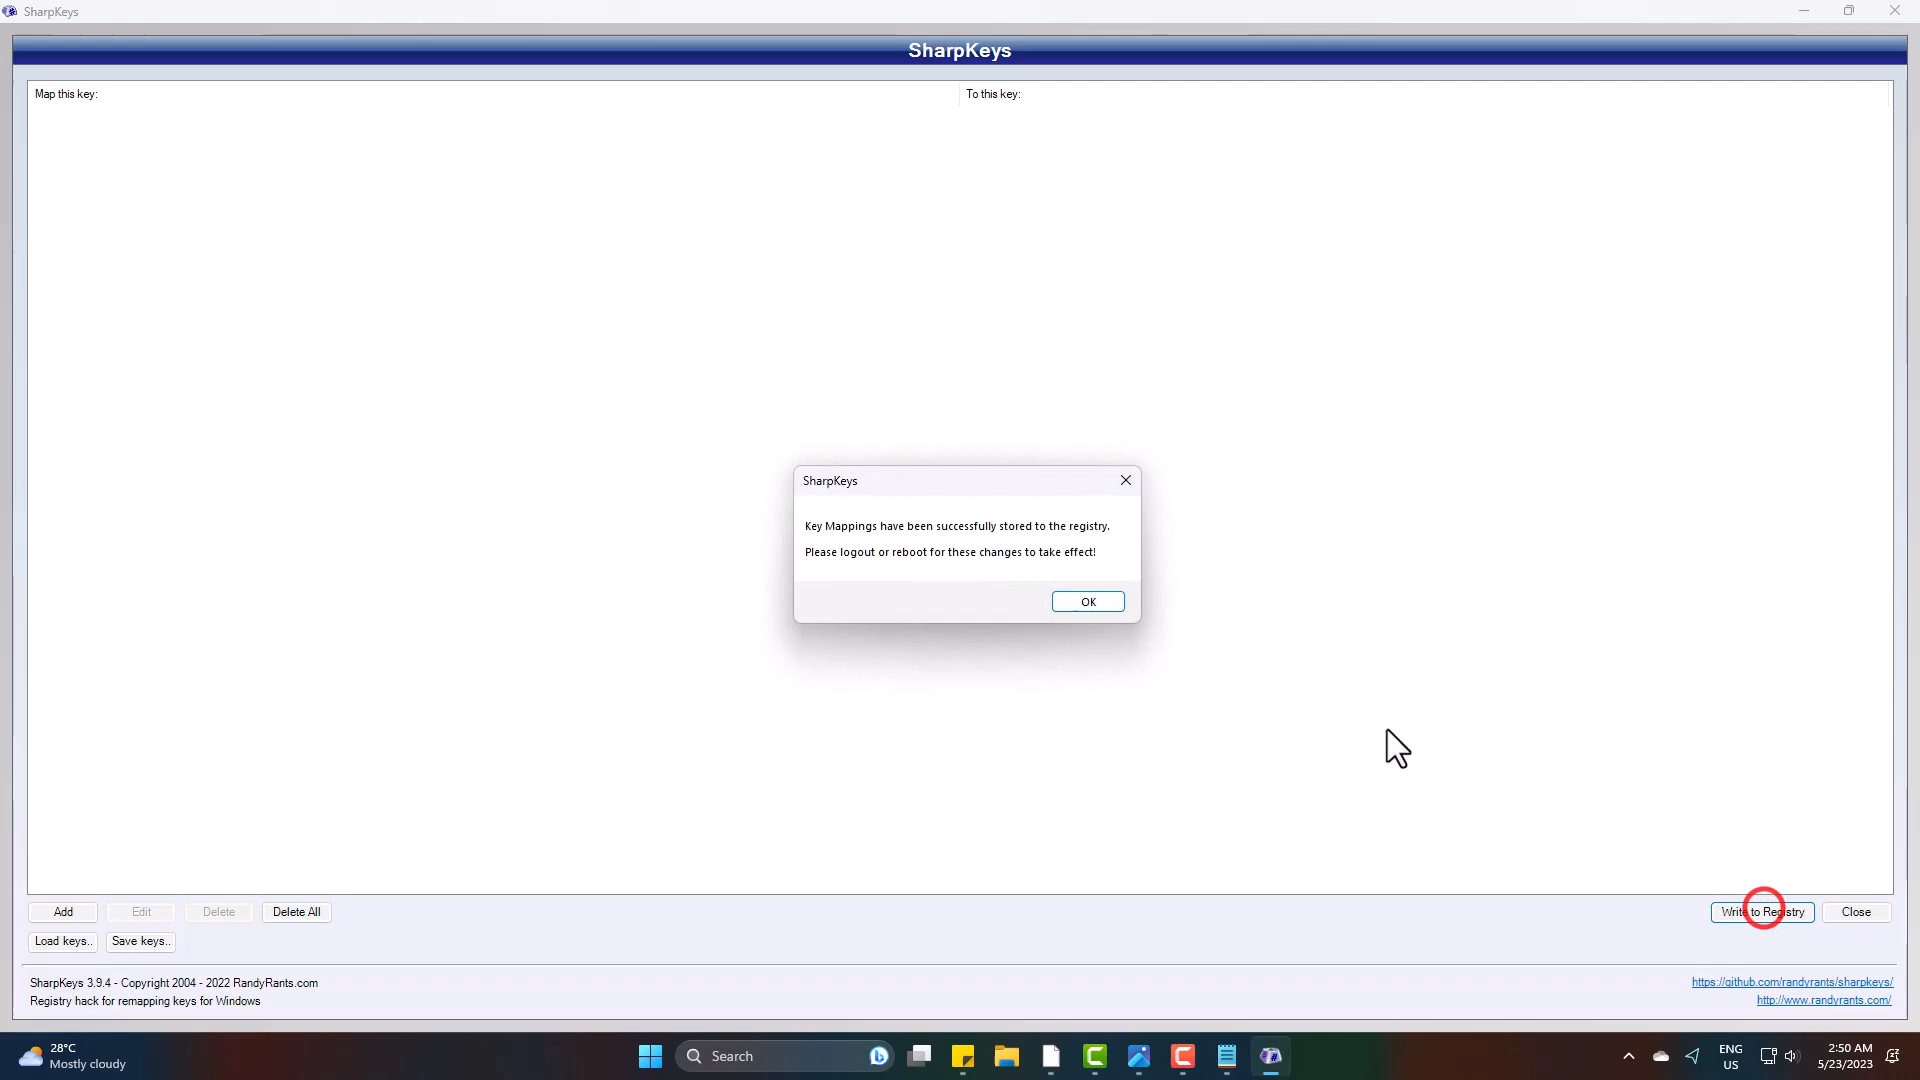 SharpKeys
SharpKeys
Map this key:
To this key:
SharpKeys
Key Mappings have been successfully stored to the registry.
Please logout or reboot for these changes to take effect!
OK
Add
Edit
Delete
Delete All
Write to Registry
Close
Load keys..
Save keys..
SharpKeys 3.9.4 - Copyright 2004 - 2022 RandyRants.com
https://github.com/randyrants/sharpkeys/
Registry hack for remapping keys for Windows
http://www.randyrants.com/
28°C
Mostly cloudy
Search
ENG
US
2:50 AM
5/23/2023